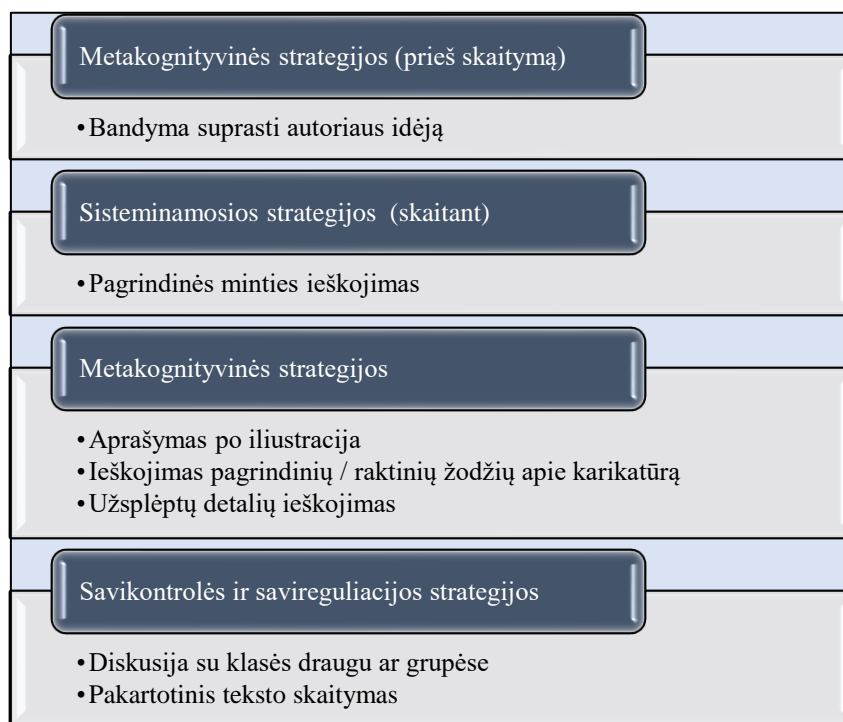 Metakognityvinės strategijos (prieš skaitymą)
•Bandyma suprasti autoriaus idėją
Sisteminamosios strategijos (skaitant)
•Pagrindinės minties ieškojimas
Metakognityvinės strategijos
•Aprašymas po iliustracija
•Ieškojimas pagrindinių / raktinių žodžių apie karikatūrą
•Užsplėptų detalių ieškojimas
Savikontrolės ir savireguliacijos strategijos
•Diskusija su klasės draugu ar grupėse
•Pakartotinis teksto skaitymas